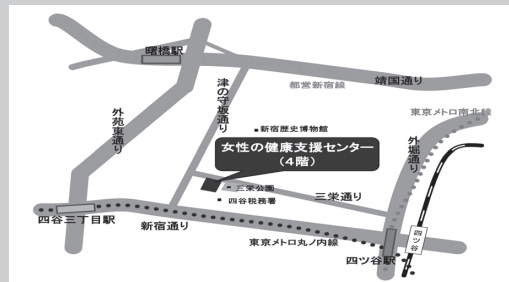 曙橋駅
都営新宿線
靖国通り
津の守坂通り
外苑東通り
東京メトロ南北線
新宿歴史博物館
女性の健康支援センター
（4階）
外堀通り
三栄公園
四谷税務署
三栄通り
四谷三丁目駅
新宿通り
東京メトロ丸ノ内線
四ツ谷駅
四ツ谷